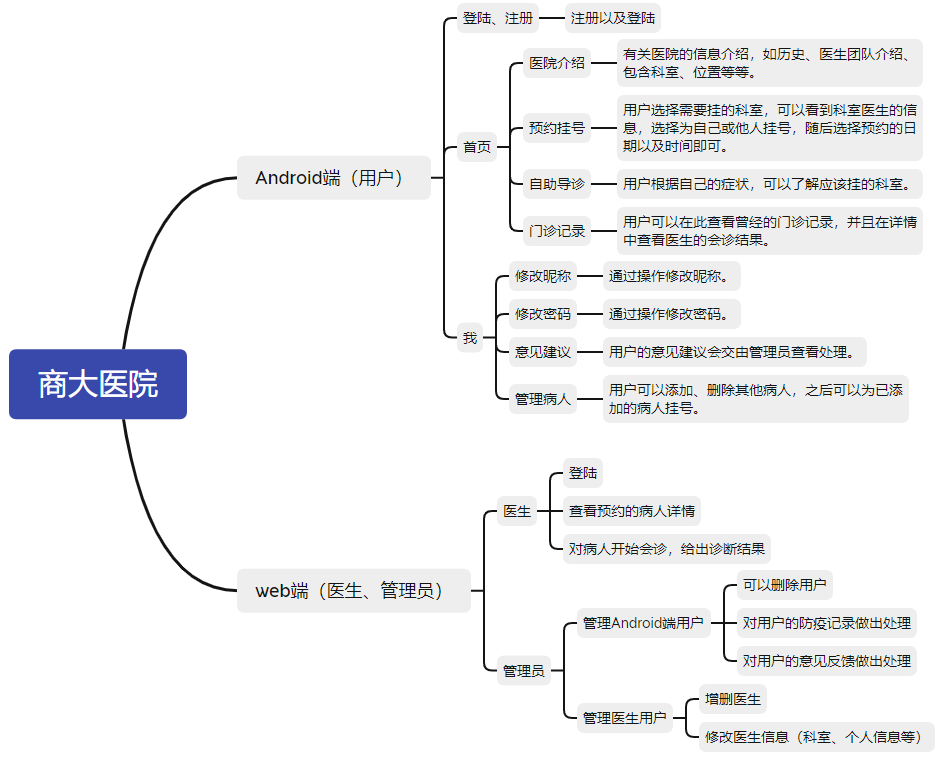 商大医院
Android端（用户）
登陆、注册
注册以及登陆
首页
医院介绍
有关医院的信息介绍，如历史、医生团队介绍、
包含科室、位置等等。
预约挂号
用户选择需要挂的科室，可以看到科室医生的信
息，选择为自己或他人挂号，随后选择预约的日
期以及时间即可。
自助导诊
用户根据自己的症状，可以了解应该挂的科室。
门诊记录
用户可以在此查看曾经的门诊记录，并且在详情
中查看医生的会诊结果。
我
修改昵称
通过操作修改昵称。
修改密码
通过操作修改密码。
意见建议
用户的意见建议会交由管理员查看处理。
管理病人
用户可以添加、删除其他病人，之后可以为已添
加的病人挂号。
web端（医生、管理员）
医生
登陆
查看预约的病人详情
对病人开始会诊，给出诊断结果
管理员
管理Android端用户
可以删除用户
对用户的防疫记录做出处理
对用户的意见反馈做出处理
管理医生用户
增删医生
修改医生信息（科室、个人信息等）